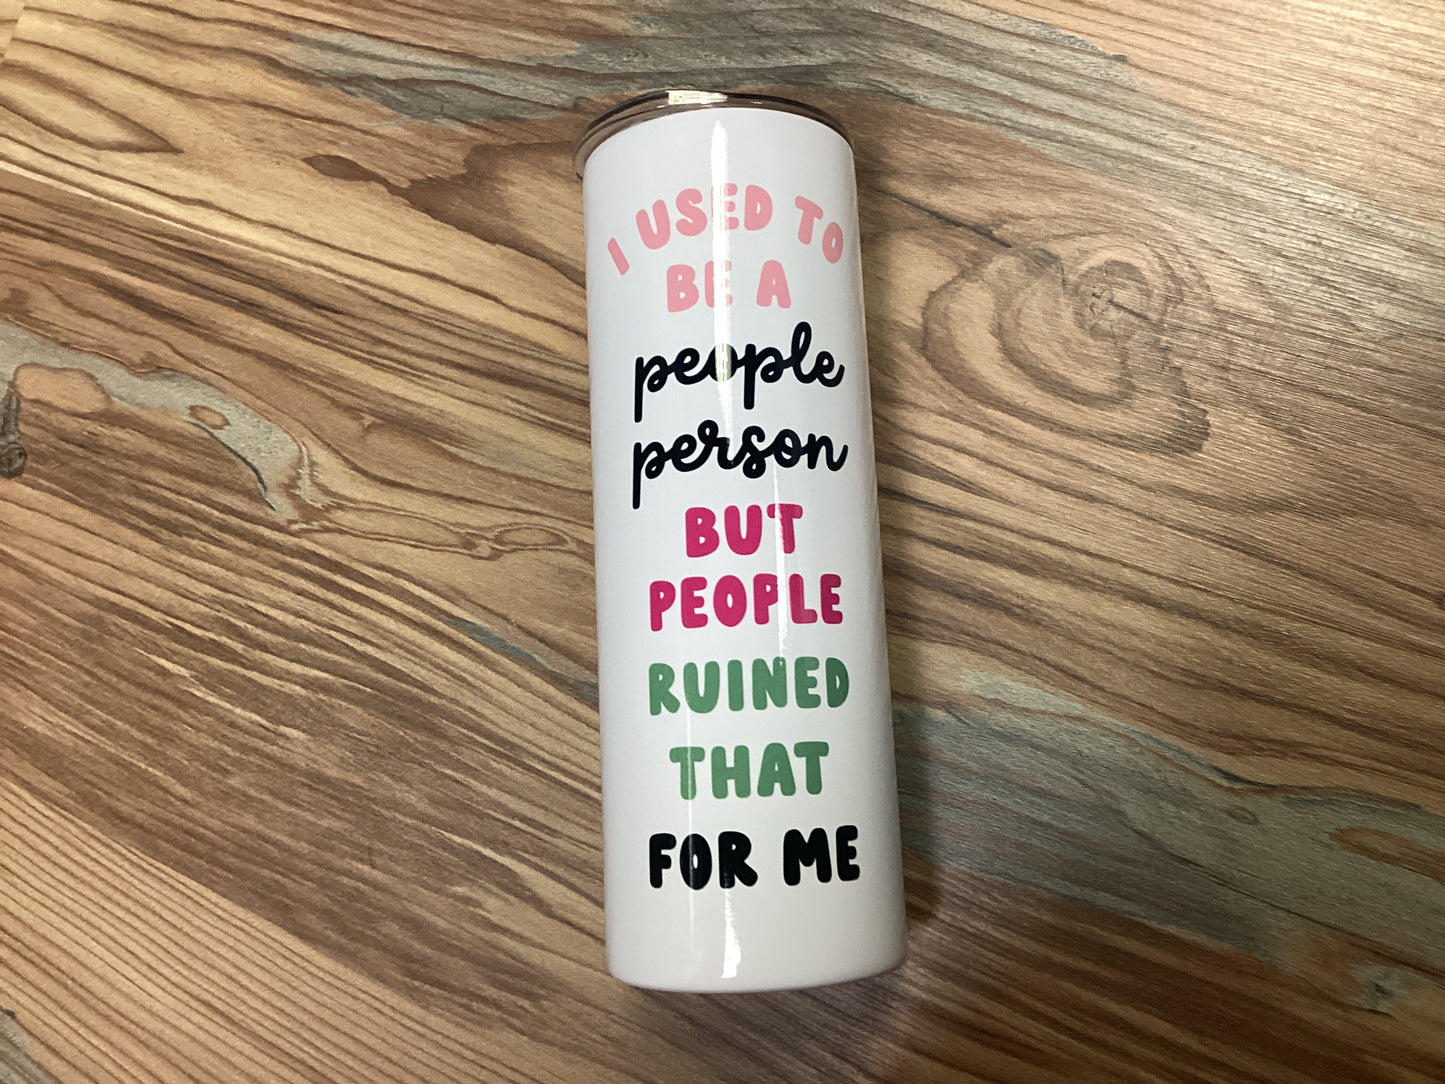 I USED TO
BE A
people
person
BUT
PEOPLE
RUINED
THAT
FOR ME